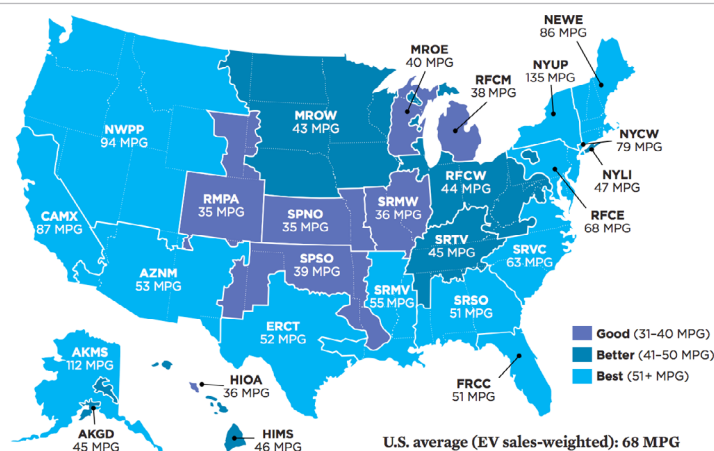 NEWE
86 MPG
MROE
40 MPG
NYUP
135 MPG
RFCM
38 MPG
MROW
43 MPG
NWPP
94 MPG
NYCW
79 MPG
RFCW
44 MPG
NYLI
47 MPG
RMPA
35 MPG
SRMW
36 MPG
SPNO
35 MPG
RFCE
68 MPG
CAMX
87 MPG
SRTV
45 MPG
SRVC
63 MPG
SPSO
39 MPG
AZNM
53 MPG
SRMV
55 MPG
SRSO
51 MPG
ERCT
52 MPG
Good (31–40 MPG)
Better (41–50 MPG)
Best (51+ MPG)
AKMS
112 MPG
HIOA
36 MPG
FRCC
51 MPG
AKGD
45 MPG
HIMS
46 MPG
U.S. average (EV sales-weighted): 68 MPG